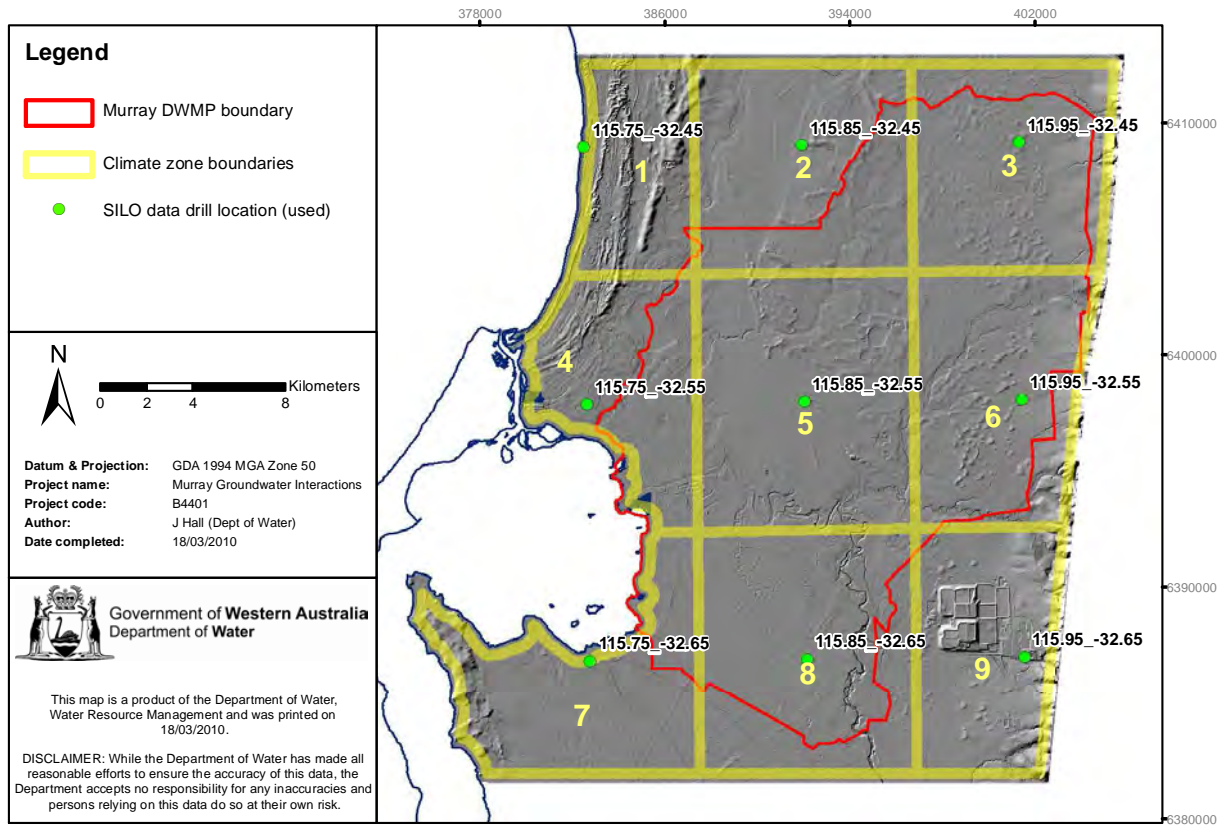 378000 386000 394000 402000
Legend
Murray DWMP boundary
Climate zone boundaries
SILO data drill location (used)
N
Kilometers
0 2 4 8
Datum & Projection: GDA 1994 MGA Zone 50
Project name: Murray Groundwater Interactions
Project code: B4401
Author: J Hall (Dept of Water)
Date completed: 18/03/2010
Government of Western Australia
Department of Water
This map is a product of the Department of Water,
Water Resource Management and was printed on
18/03/2010.
DISCLAIMER: While the Department of Water has made all
reasonable efforts to ensure the accuracy of this data, the
Department accepts no responsibility for any inaccuracies and
persons relying on this data do so at their own risk.
115.75_-32.45 115.85_-32.45 115.95_-32.45
1 2 3
115.75_-32.55 115.85_-32.55 115.95_-32.55
4 5 6
115.75_-32.65 115.85_-32.65 115.95_-32.65
7 8 9
6410000
6400000
6390000
6380000